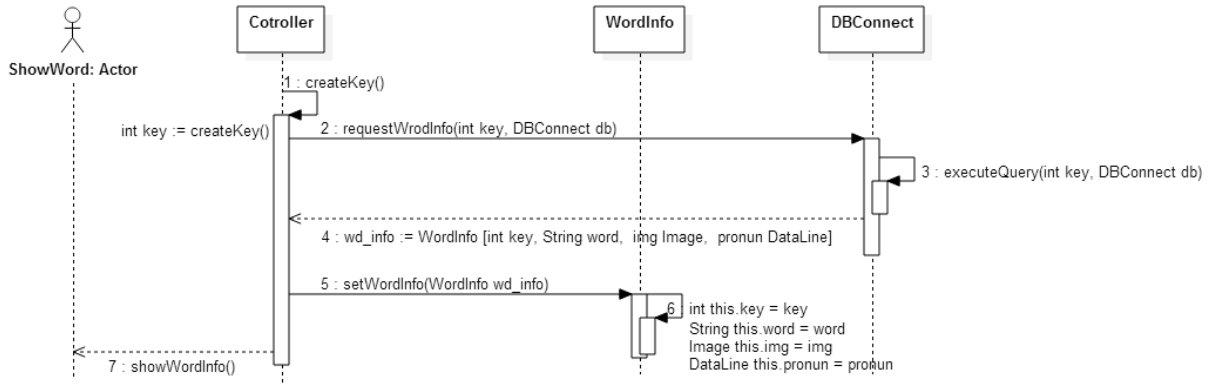 Cotroller
WordInfo
DBConnect
ShowWord: Actor
1 : createKey()
int key := createKey()
2 : requestWrodInfo(int key, DBConnect db)
3 : executeQuery(int key, DBConnect db)
4 : wd_info := WordInfo [int key, String word,  img Image,  pronun DataLine]
5 : setWordInfo(WordInfo wd_info)
6 : int this.key = key
String this.word = word
Image this.img = img
DataLine this.pronun = pronun
7 : showWordInfo()